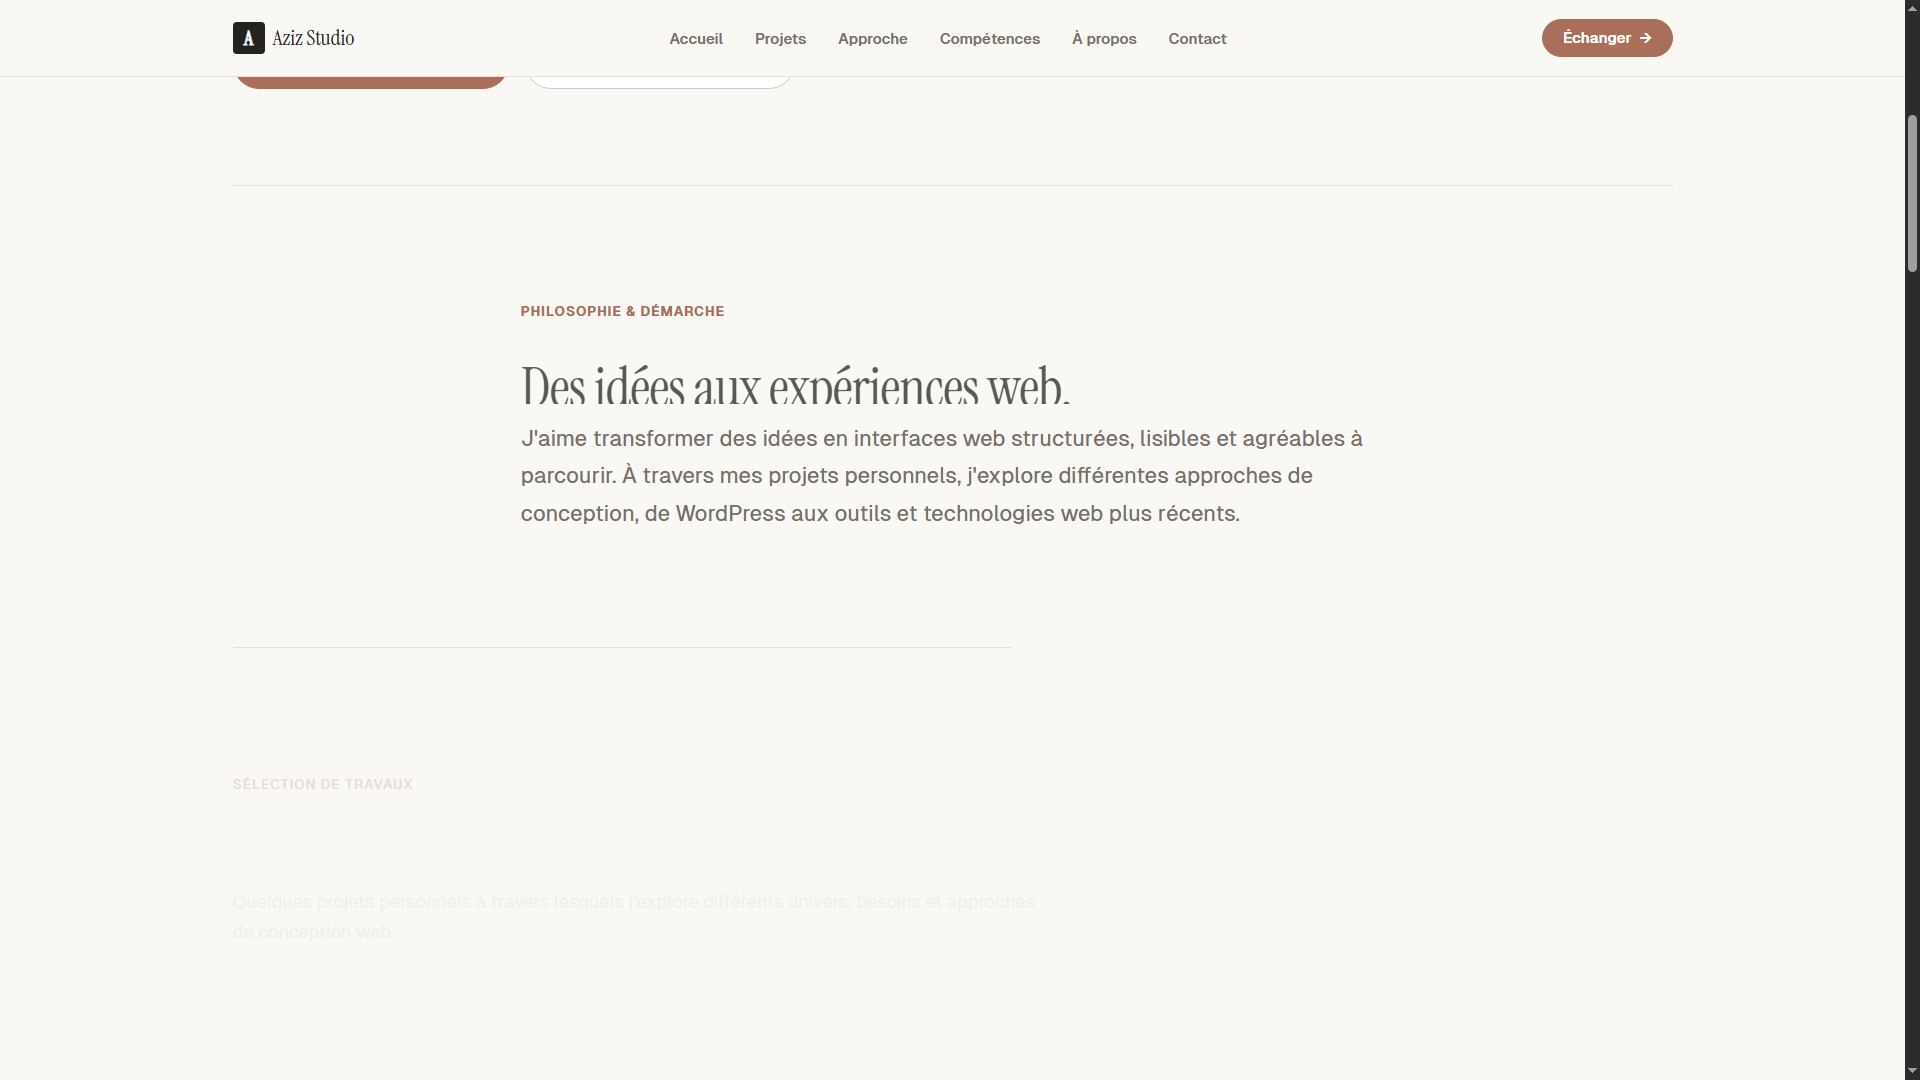 A Aziz Studio
Accueil Projets Approche Compétences À propos Contact
Échanger →
PHILOSOPHIE & DÉMARCHE
Des idées aux expériences web.
J'aime transformer des idées en interfaces web structurées, lisibles et agréables à
parcourir. À travers mes projets personnels, j'explore différentes approches de
conception, de WordPress aux outils et technologies web plus récents.
SÉLECTION DE TRAVAUX
Quelques projets personnels à travers lesquels j'explore différents univers, besoins et approches
de conception web.